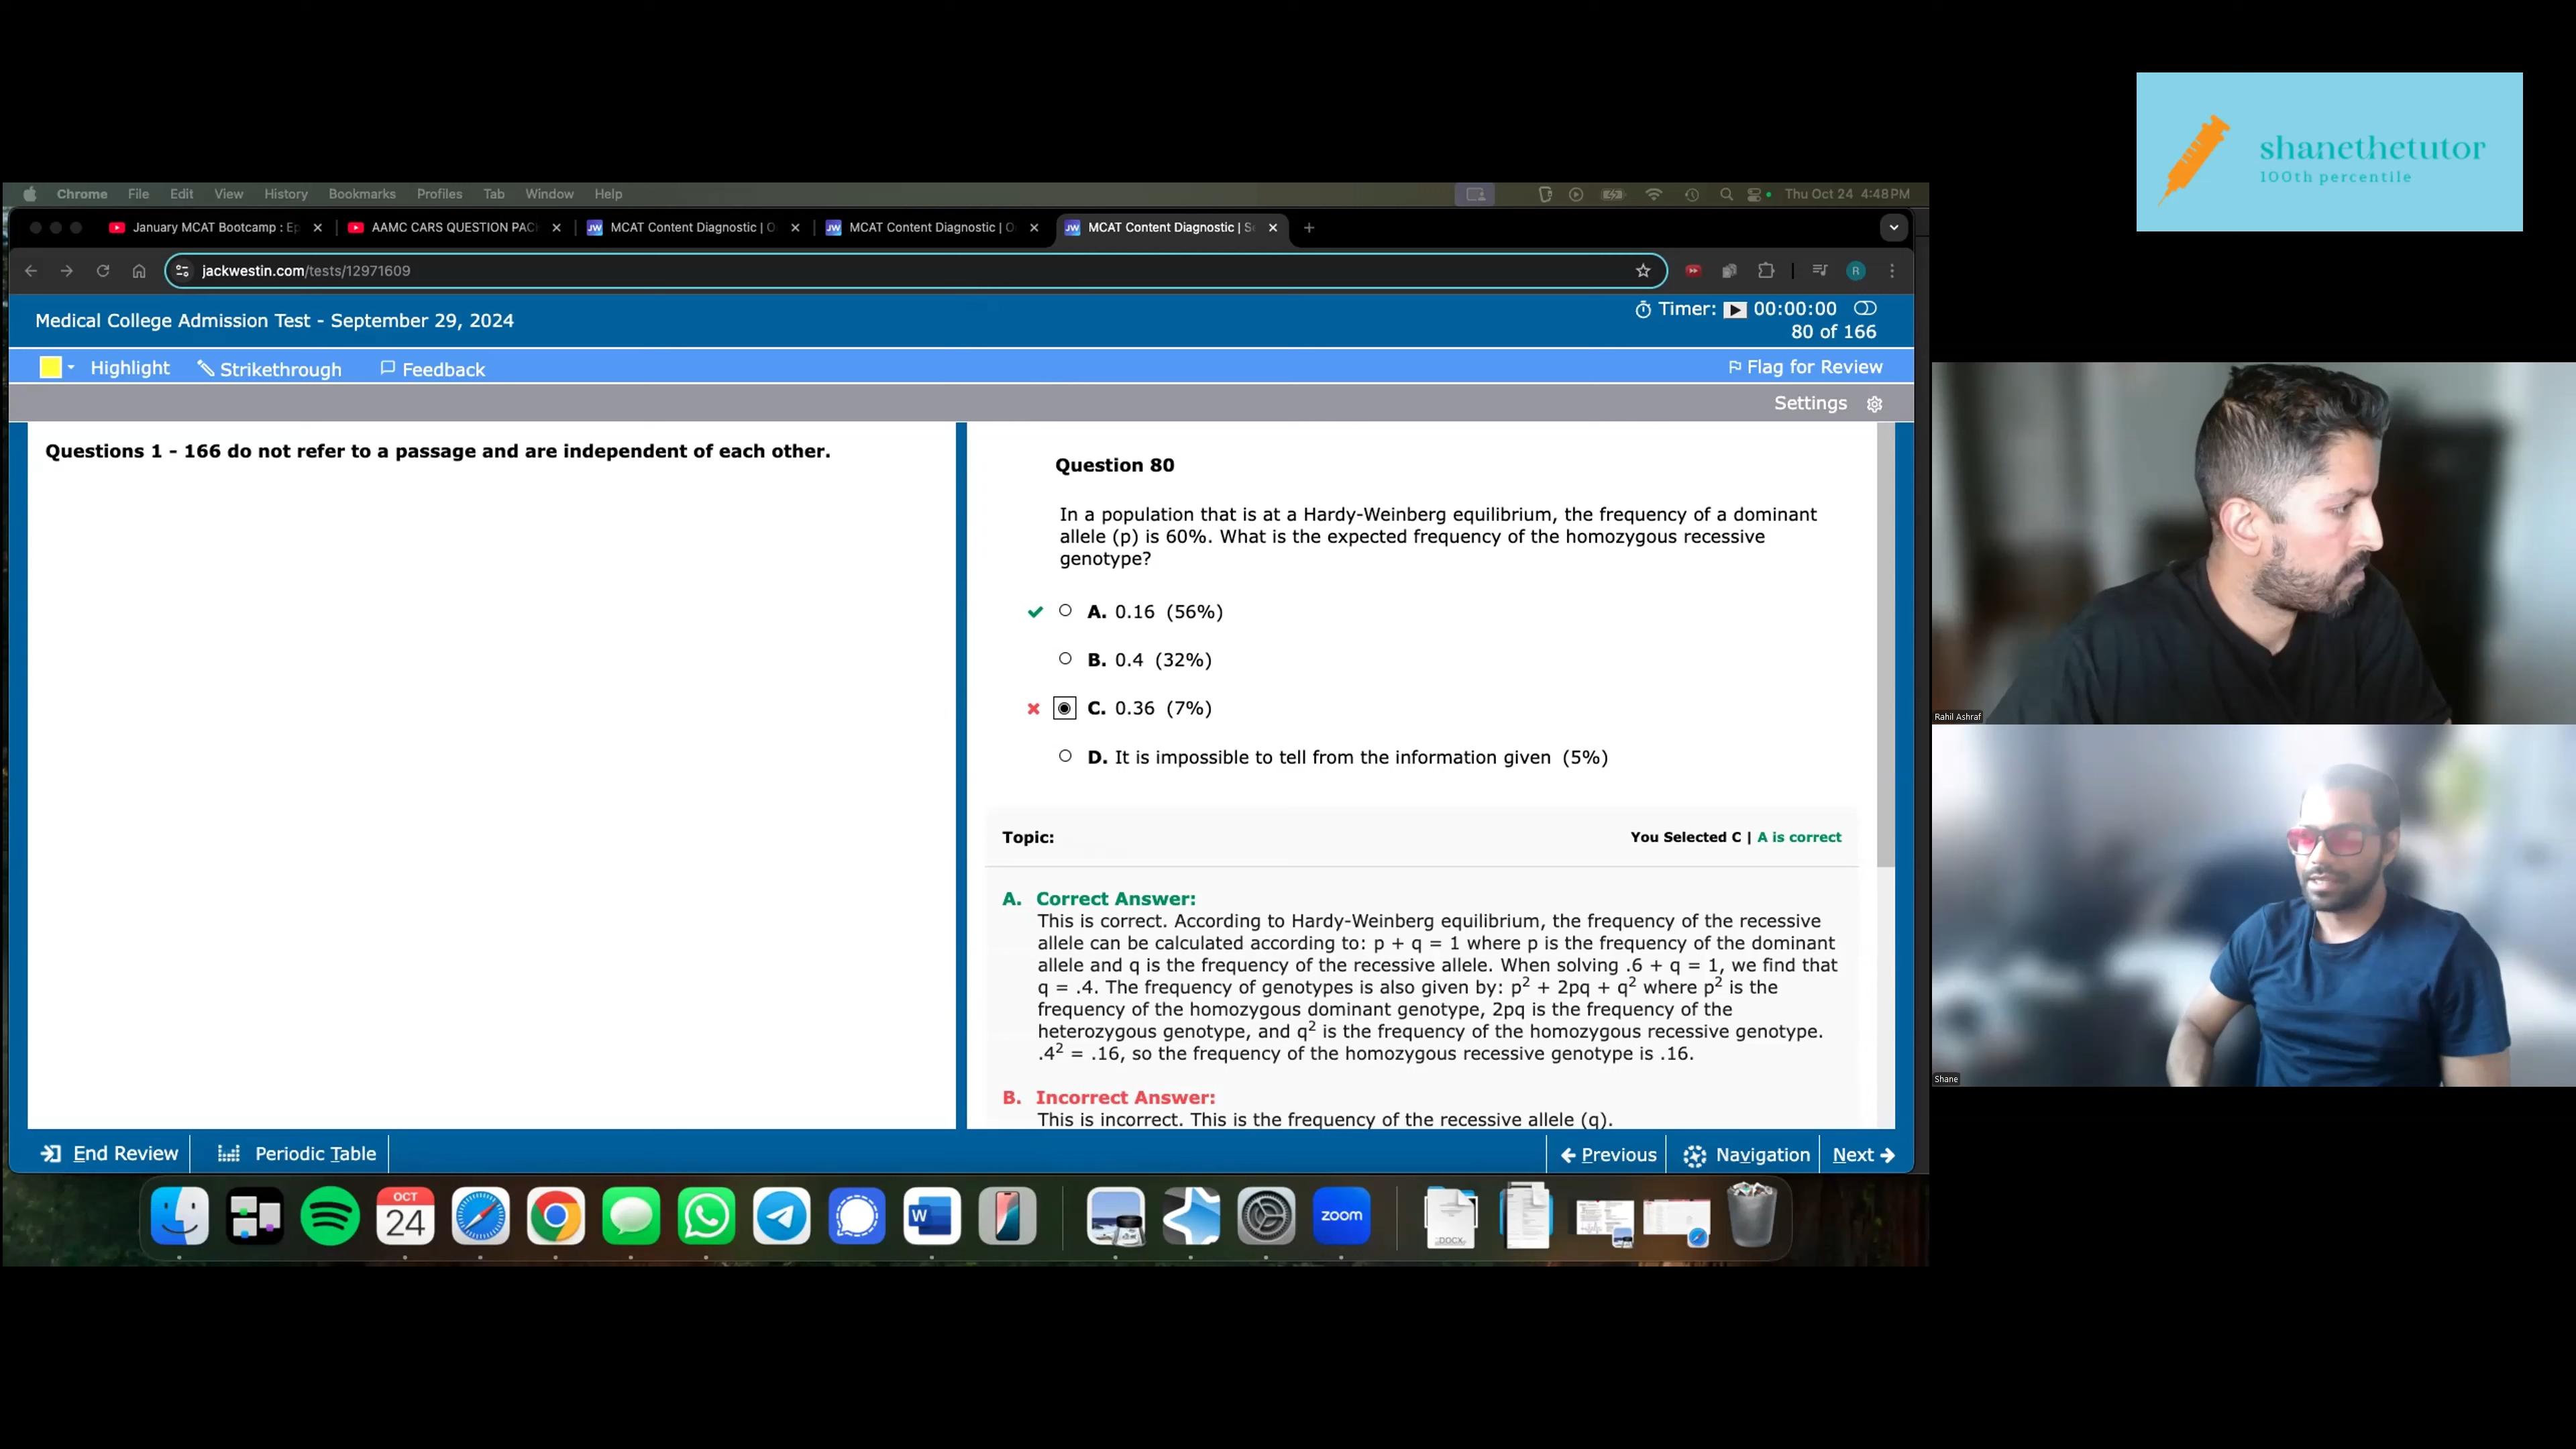 shanethetutor
100th percentile
Chrome File Edit View History Bookmarks Profiles Tab Window Help Thu Oct 24 4:48 PM
January MCAT Bootcamp : Ep AAMC CARS QUESTION PAC MCAT Content Diagnostic | O MCAT Content Diagnostic | O MCAT Content Diagnostic | Se
jackwestin.com/tests/12971609 R
Medical College Admission Test - September 29, 2024
Timer: 00:00:00
80 of 166
Highlight Strikethrough Feedback Flag for Review
Settings
Questions 1 - 166 do not refer to a passage and are independent of each other.
Question 80
In a population that is at a Hardy-Weinberg equilibrium, the frequency of a dominant
allele (p) is 60%. What is the expected frequency of the homozygous recessive
genotype?
A. 0.16 (56%)
B. 0.4 (32%)
C. 0.36 (7%)
D. It is impossible to tell from the information given (5%)
Topic: You Selected C | A is correct
A. Correct Answer:
This is correct. According to Hardy-Weinberg equilibrium, the frequency of the recessive
allele can be calculated according to: p + q = 1 where p is the frequency of the dominant
allele and q is the frequency of the recessive allele. When solving .6 + q = 1, we find that
q = .4. The frequency of genotypes is also given by: p² + 2pq + q² where p² is the
frequency of the homozygous dominant genotype, 2pq is the frequency of the
heterozygous genotype, and q² is the frequency of the homozygous recessive genotype.
.4² = .16, so the frequency of the homozygous recessive genotype is .16.
B. Incorrect Answer:
This is incorrect. This is the frequency of the recessive allele (q).
End Review Periodic Table Previous Navigation Next
OCT
24
W
zoom
DOCX
Rahil Ashraf
Shane